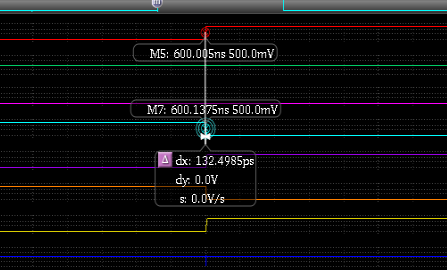 M5: 600.005ns 500.0mV
M7: 600.1375ns 500.0mV
Δ dx: 132.4985ps
dy: 0.0V
s: 0.0V/s